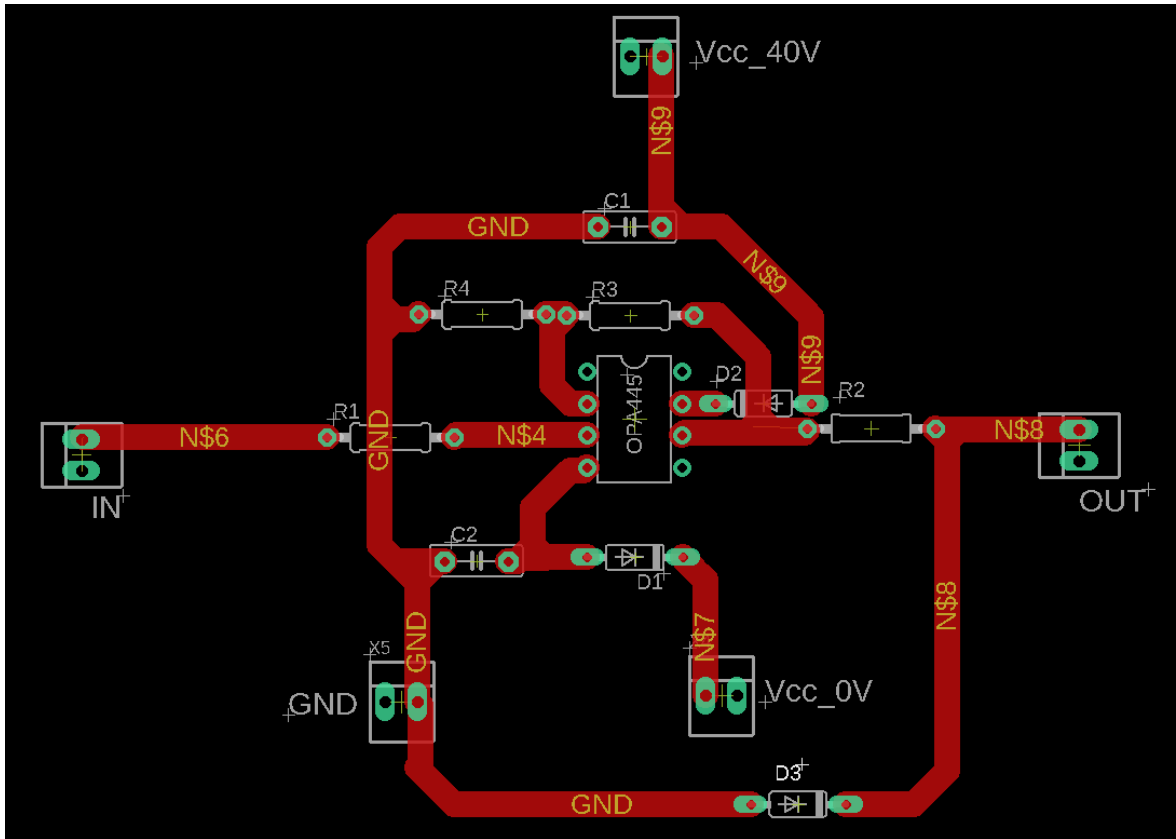 Vcc_40V
N$9
C1
GND
N$9
R4
R3
OPA445
D2
N$9
R2
R1
N$6
GND
N$4
N$8
IN
OUT
C2
D1
GND
N$7
N$8
X5
GND
Vcc_0V
D3
GND